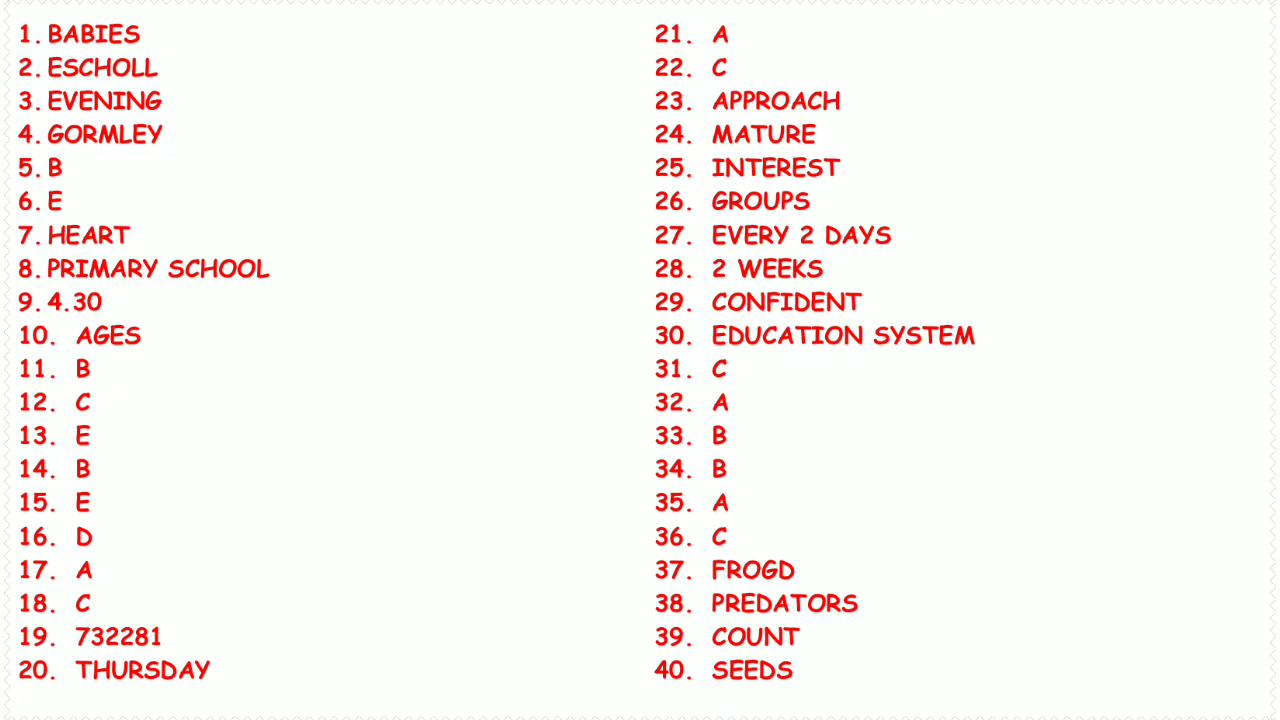 1. BABIES
2. ESCHOLL
3. EVENING
4. GORMLEY
5. B
6. E
7. HEART
8. PRIMARY SCHOOL
9. 4.30
10. AGES
11. B
12. C
13. E
14. B
15. E
16. D
17. A
18. C
19. 732281
20. THURSDAY
21. A
22. C
23. APPROACH
24. MATURE
25. INTEREST
26. GROUPS
27. EVERY 2 DAYS
28. 2 WEEKS
29. CONFIDENT
30. EDUCATION SYSTEM
31. C
32. A
33. B
34. B
35. A
36. C
37. FROGD
38. PREDATORS
39. COUNT
40. SEEDS